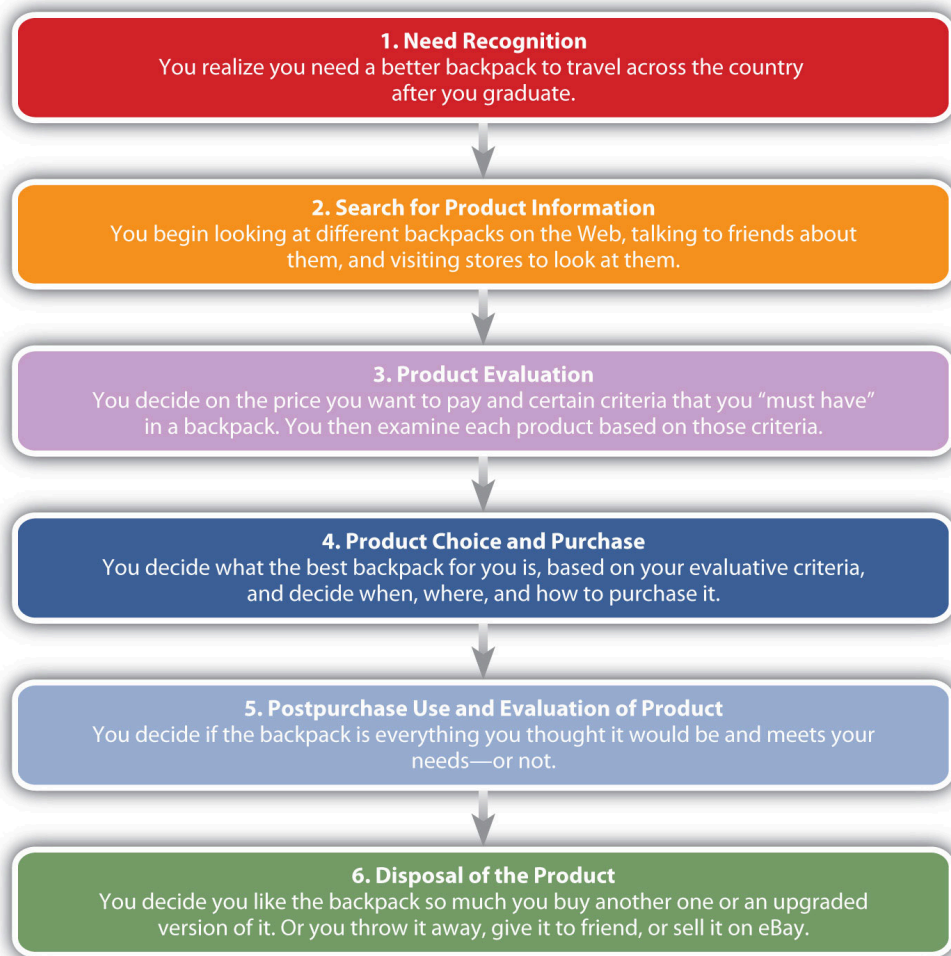 1. Need Recognition
You realize you need a better backpack to travel across the country
after you graduate.
2. Search for Product Information
You begin looking at different backpacks on the Web, talking to friends about
them, and visiting stores to look at them.
3. Product Evaluation
You decide on the price you want to pay and certain criteria that you “must have”
in a backpack. You then examine each product based on those criteria.
4. Product Choice and Purchase
You decide what the best backpack for you is, based on your evaluative criteria,
and decide when, where, and how to purchase it.
5. Postpurchase Use and Evaluation of Product
You decide if the backpack is everything you thought it would be and meets your
needs—or not.
6. Disposal of the Product
You decide you like the backpack so much you buy another one or an upgraded
version of it. Or you throw it away, give it to friend, or sell it on eBay.